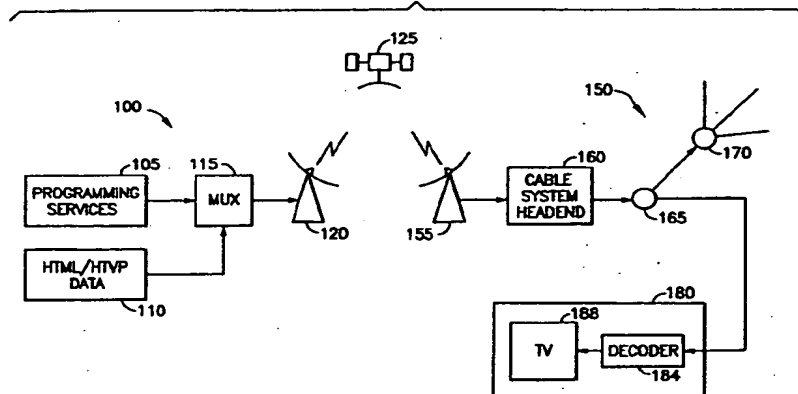 125
100
150
105
PROGRAMMING
SERVICES
115
MUX
120
155
160
CABLE
SYSTEM
HEADEND
165
170
HTML/HTVP
DATA
110
180
188
TV
DECODER
184